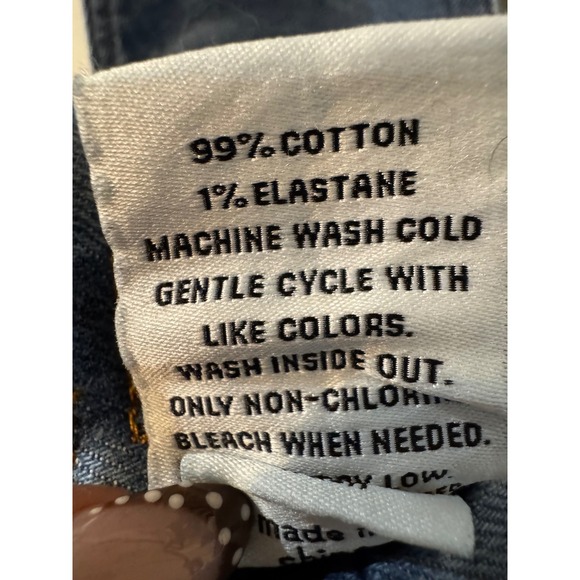 99% COTTON
1% ELASTANE
MACHINE WASH COLD
GENTLE CYCLE WITH
LIKE COLORS.
WASH INSIDE OUT.
ONLY NON-CHLORIN
BLEACH WHEN NEEDED.
LOW.
made